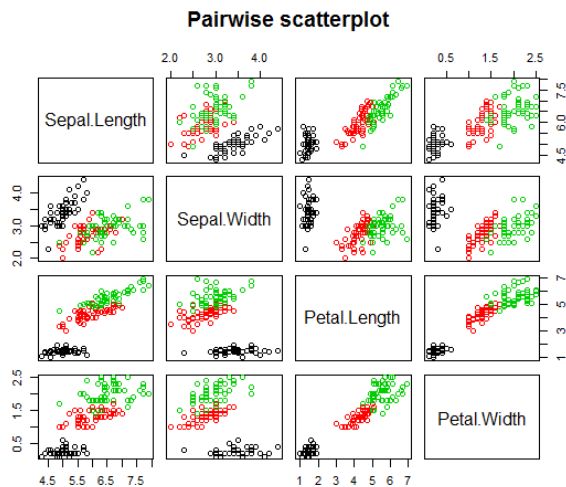 Pairwise scatterplot
2.0 3.0 4.0 0.5 1.5 2.5
Sepal.Length
4.5 6.0 7.5
2.0 3.0 4.0
Sepal.Width
Petal.Length
1 3 5 7
0.5 1.5 2.5
Petal.Width
4.5 5.5 6.5 7.5 1 2 3 4 5 6 7